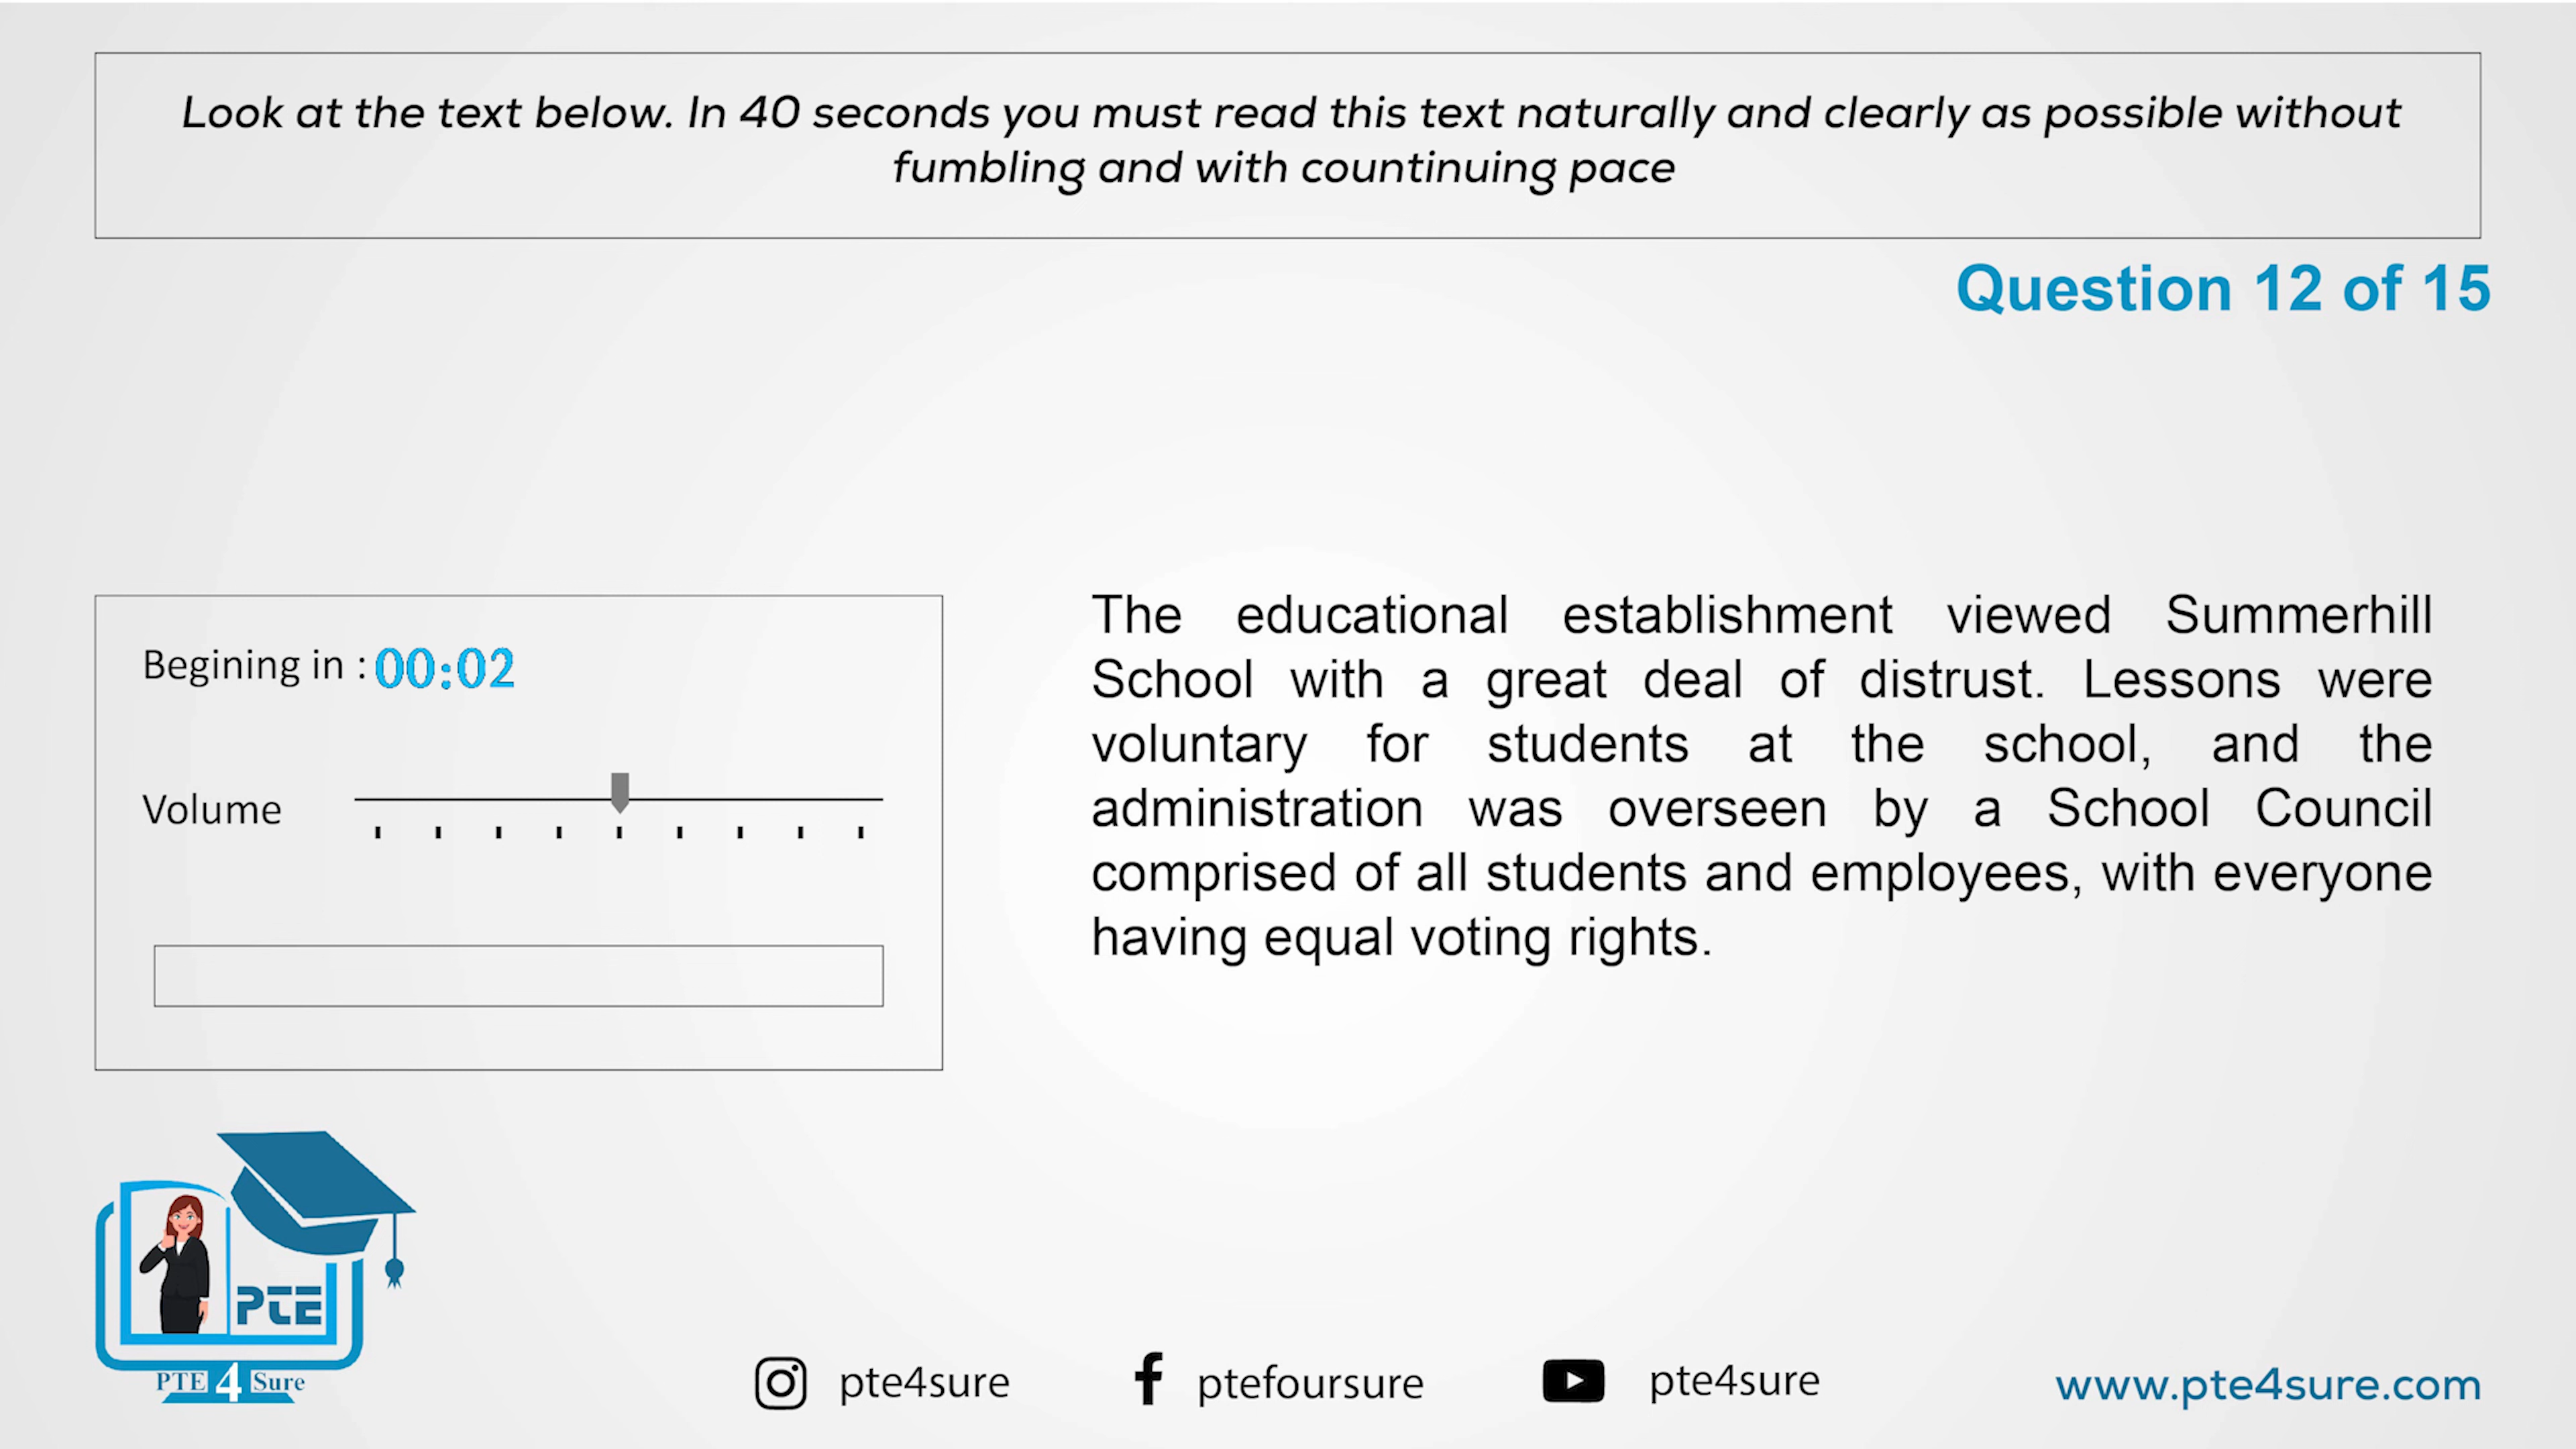 Look at the text below. In 40 seconds you must read this text naturally and clearly as possible without
fumbling and with countinuing pace
Question 12 of 15
Begining in : 00:02
Volume
The educational establishment viewed Summerhill
School with a great deal of distrust. Lessons were
voluntary for students at the school, and the
administration was overseen by a School Council
comprised of all students and employees, with everyone
having equal voting rights.
PTE
PTE 4 Sure
pte4sure
ptefoursure
pte4sure
www.pte4sure.com